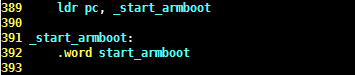 389     ldr pc, _start_armboot
390
391 _start_armboot:
392     .word start_armboot
393